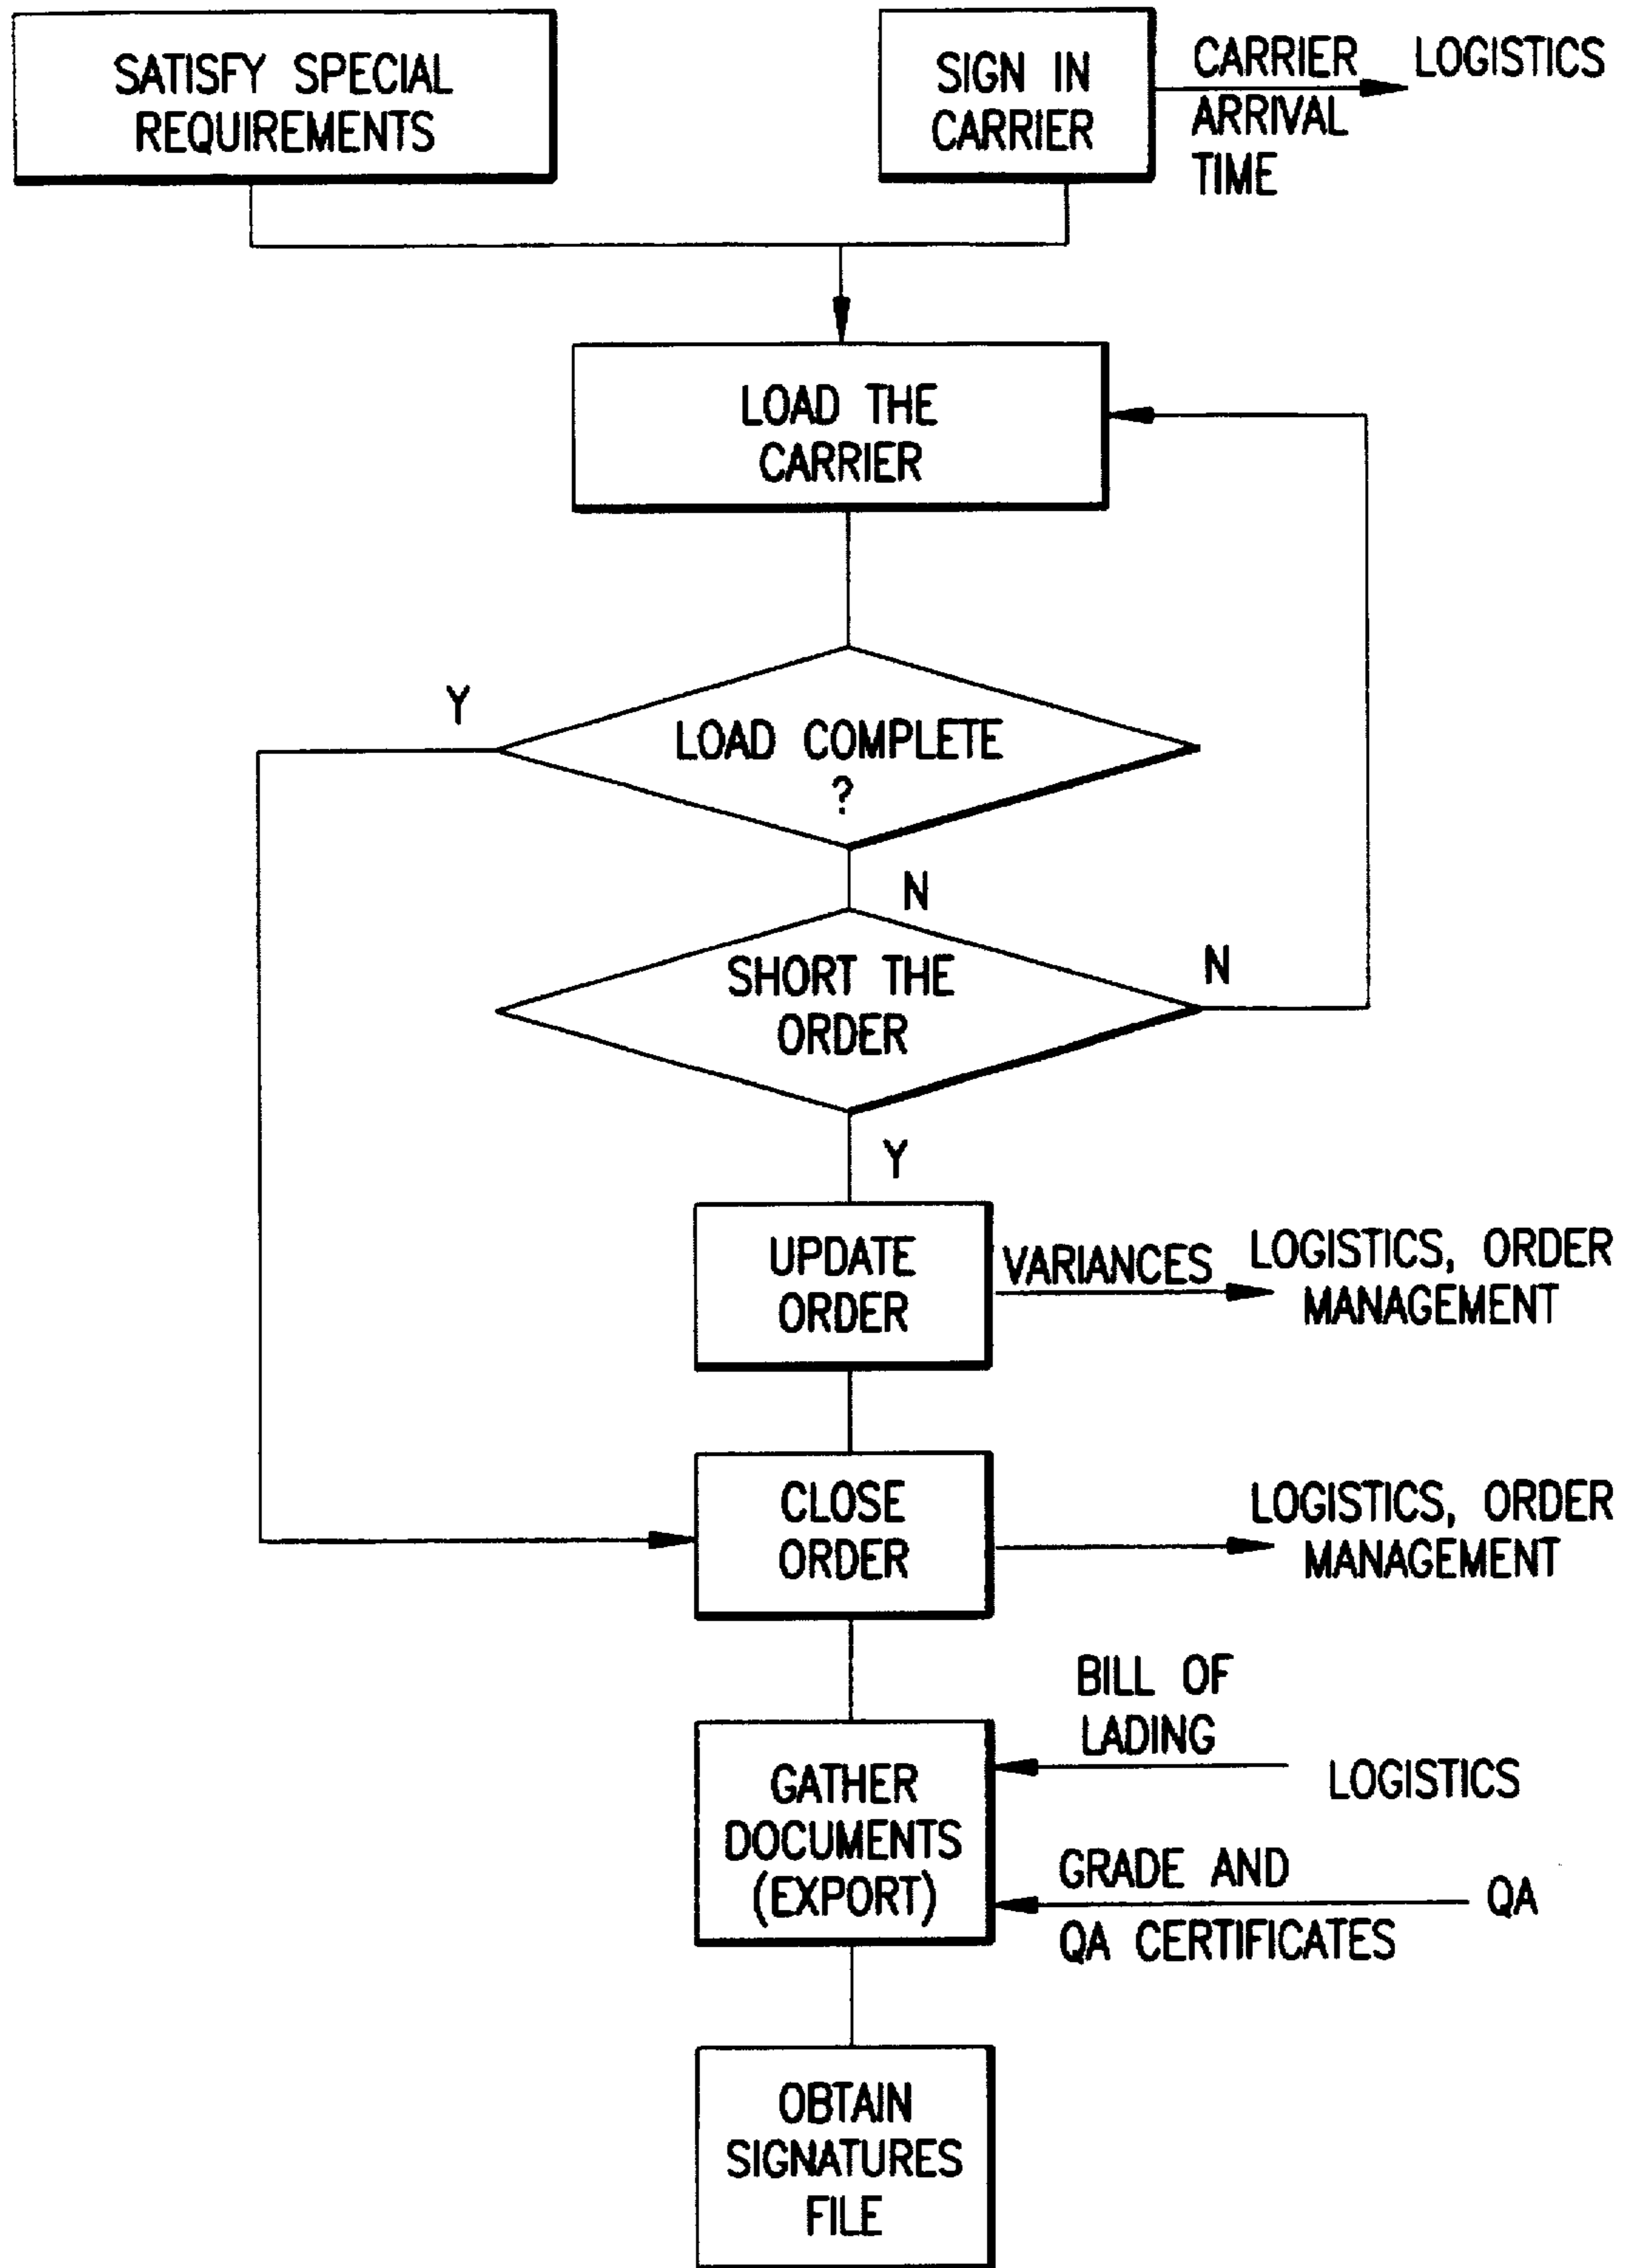 SATISFY SPECIAL
REQUIREMENTS
SIGN IN
CARRIER
CARRIER
ARRIVAL
TIME
LOGISTICS
LOAD THE
CARRIER
Y
LOAD COMPLETE
?
N
SHORT THE
ORDER
N
Y
UPDATE
ORDER
VARIANCES
LOGISTICS, ORDER
MANAGEMENT
CLOSE
ORDER
LOGISTICS, ORDER
MANAGEMENT
BILL OF
LADING
LOGISTICS
GATHER
DOCUMENTS
(EXPORT)
GRADE AND
QA CERTIFICATES
QA
OBTAIN
SIGNATURES
FILE